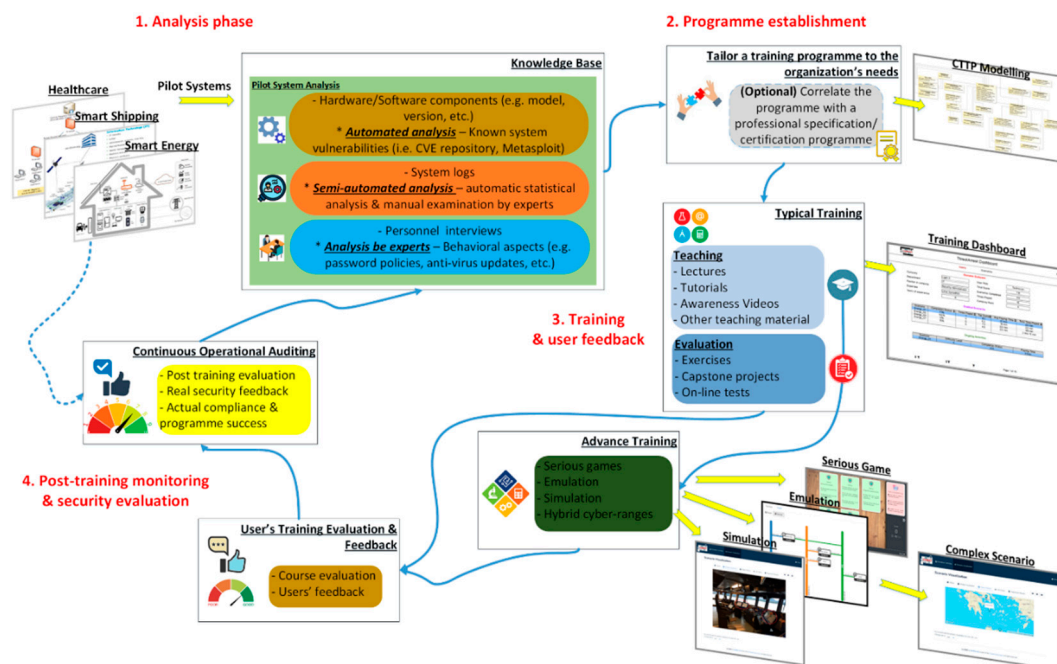 1. Analysis phase
2. Programme establishment
Healthcare
Smart Shipping
Smart Energy
Pilot Systems
Knowledge Base
Pilot System Analysis
- Hardware/Software components (e.g. model,
version, etc.)
* Automated analysis – Known system
vulnerabilities (i.e. CVE repository, Metasploit)
- System logs
* Semi-automated analysis – automatic statistical
analysis & manual examination by experts
- Personnel interviews
* Analysis be experts – Behavioral aspects (e.g.
password policies, anti-virus updates, etc.)
Tailor a training programme to the
organization's needs
(Optional) Correlate the
programme with a
professional specification/
certification programme
CTTP Modelling
Typical Training
Teaching
- Lectures
- Tutorials
- Awareness Videos
- Other teaching material
Evaluation
- Exercises
- Capstone projects
- On-line tests
Training Dashboard
3. Training
& user feedback
Continuous Operational Auditing
- Post training evaluation
- Real security feedback
- Actual compliance &
programme success
4. Post-training monitoring
& security evaluation
Advance Training
- Serious games
- Emulation
- Simulation
- Hybrid cyber-ranges
User's Training Evaluation &
Feedback
- Course evaluation
- Users' feedback
Serious Game
Emulation
Simulation
Complex Scenario